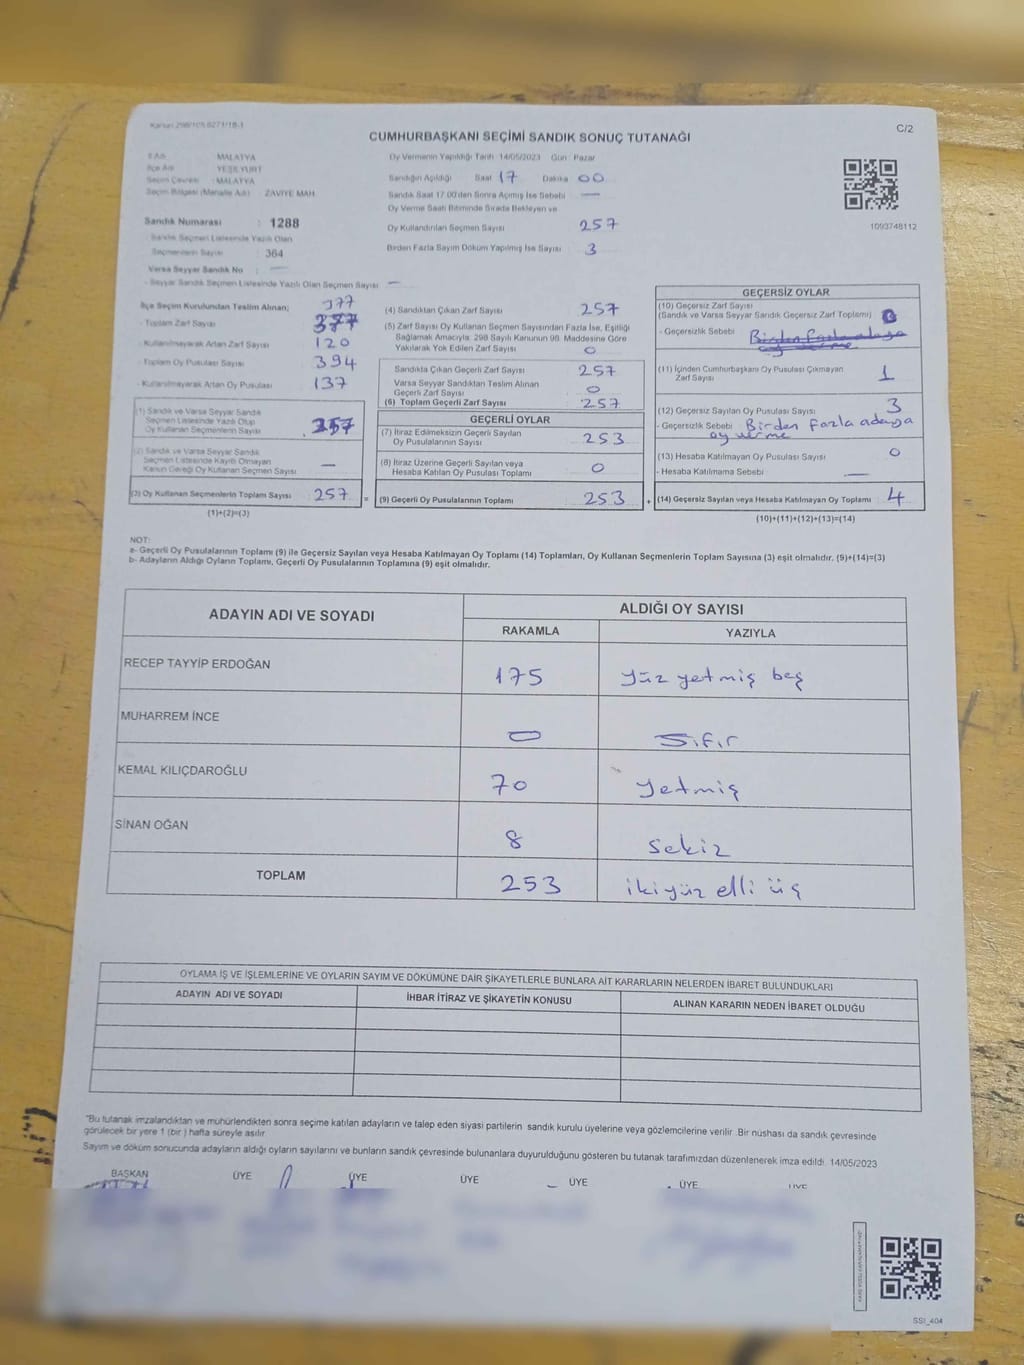 Kanun 298/105.6271/18-1
C/2
CUMHURBAŞKANI SEÇİMİ SANDIK SONUÇ TUTANAĞI
İl Adı : MALATYA
İlçe Adı : YEŞİLYURT
Seçim Çevresi : MALATYA
Seçim Bölgesi (Mahalle Adı) : ZAVİYE MAH.
Sandık Numarası : 1288
- Sandık Seçmen Listesinde Yazılı Olan
Seçmenlerin Sayısı : 364
Varsa Seyyar Sandık No : —
- Seyyar Sandık Seçmen Listesinde Yazılı Olan Seçmen Sayısı —
Oy Vermenin Yapıldığı Tarih 14/05/2023 Gün : Pazar
Sandığın Açıldığı Saat 17 Dakika 00
Sandık Saat 17.00'den Sonra Açılmış İse Sebebi —
Oy Verme Saati Bitiminde Sırada Bekleyen ve
Oy Kullandırılan Seçmen Sayısı 257
Birden Fazla Sayım Döküm Yapılmış İse Sayısı 3
1093748112
İlçe Seçim Kurulundan Teslim Alınan; 377
- Toplam Zarf Sayısı 377
- Kullanılmayarak Artan Zarf Sayısı 120
- Toplam Oy Pusulası Sayısı 394
- Kullanılmayarak Artan Oy Pusulası 137
(1) Sandık ve Varsa Seyyar Sandık
Seçmen Listesinde Yazılı Olup
Oy Kullanan Seçmenlerin Sayısı 257
(2) Sandık ve Varsa Seyyar Sandık
Seçmen Listesinde Kayıtlı Olmayan
Kanun Gereği Oy Kullanan Seçmen Sayısı —
(3) Oy Kullanan Seçmenlerin Toplam Sayısı 257
(1)+(2)=(3)
(4) Sandıktan Çıkan Zarf Sayısı 257
(5) Zarf Sayısı Oy Kullanan Seçmen Sayısından Fazla İse, Eşitliği
Sağlamak Amacıyla, 298 Sayılı Kanunun 98. Maddesine Göre
Yakılarak Yok Edilen Zarf Sayısı 0
Sandıkta Çıkan Geçerli Zarf Sayısı 257
Varsa Seyyar Sandıktan Teslim Alınan
Geçerli Zarf Sayısı 0
(6) Toplam Geçerli Zarf Sayısı 257
GEÇERLİ OYLAR
(7) İtiraz Edilmeksizin Geçerli Sayılan
Oy Pusulalarının Sayısı 253
(8) İtiraz Üzerine Geçerli Sayılan veya
Hesaba Katılan Oy Pusulası Toplamı 0
= (9) Geçerli Oy Pusulalarının Toplamı 253 +
GEÇERSİZ OYLAR
(10) Geçersiz Zarf Sayısı
(Sandık ve Varsa Seyyar Sandık Geçersiz Zarf Toplamı) 0
- Geçersizlik Sebebi Birden fazla adaya
oy verme
(11) İçinden Cumhurbaşkanı Oy Pusulası Çıkmayan
Zarf Sayısı 1
(12) Geçersiz Sayılan Oy Pusulası Sayısı 3
- Geçersizlik Sebebi Birden fazla adaya
oy verme
(13) Hesaba Katılmayan Oy Pusulası Sayısı 0
- Hesaba Katılmama Sebebi —
(14) Geçersiz Sayılan veya Hesaba Katılmayan Oy Toplamı 4
(10)+(11)+(12)+(13)=(14)
NOT:
a- Geçerli Oy Pusulalarının Toplamı (9) ile Geçersiz Sayılan veya Hesaba Katılmayan Oy Toplamı (14) Toplamları, Oy Kullanan Seçmenlerin Toplam Sayısına (3) eşit olmalıdır. (9)+(14)=(3)
b- Adayların Aldığı Oyların Toplamı, Geçerli Oy Pusulalarının Toplamına (9) eşit olmalıdır.
ADAYIN ADI VE SOYADI
ALDIĞI OY SAYISI
RAKAMLA YAZIYLA
RECEP TAYYİP ERDOĞAN 175 yüz yetmiş beş
MUHARREM İNCE 0 sıfır
KEMAL KILIÇDAROĞLU 70 yetmiş
SİNAN OĞAN 8 sekiz
TOPLAM 253 ikiyüz elli üç
OYLAMA İŞ VE İŞLEMLERİNE VE OYLARIN SAYIM VE DÖKÜMÜNE DAİR ŞİKAYETLERLE BUNLARA AİT KARARLARIN NELERDEN İBARET BULUNDUKLARI
ADAYIN ADI VE SOYADI İHBAR İTİRAZ VE ŞİKAYETİN KONUSU ALINAN KARARIN NEDEN İBARET OLDUĞU
"Bu tutanak imzalandıktan ve mühürlendikten sonra seçime katılan adayların ve talep eden siyasi partilerin sandık kurulu üyelerine veya gözlemcilerine verilir. Bir nüshası da sandık çevresinde
görülecek bir yere 1 (bir) hafta süreyle asılır.
Sayım ve döküm sonucunda adayların aldığı oyların sayılarını ve bunların sandık çevresinde bulunanlara duyurulduğunu gösteren bu tutanak tarafımızdan düzenlenerek imza edildi. 14/05/2023
BAŞKAN ÜYE ÜYE ÜYE ÜYE ÜYE ÜYE
SSI_404